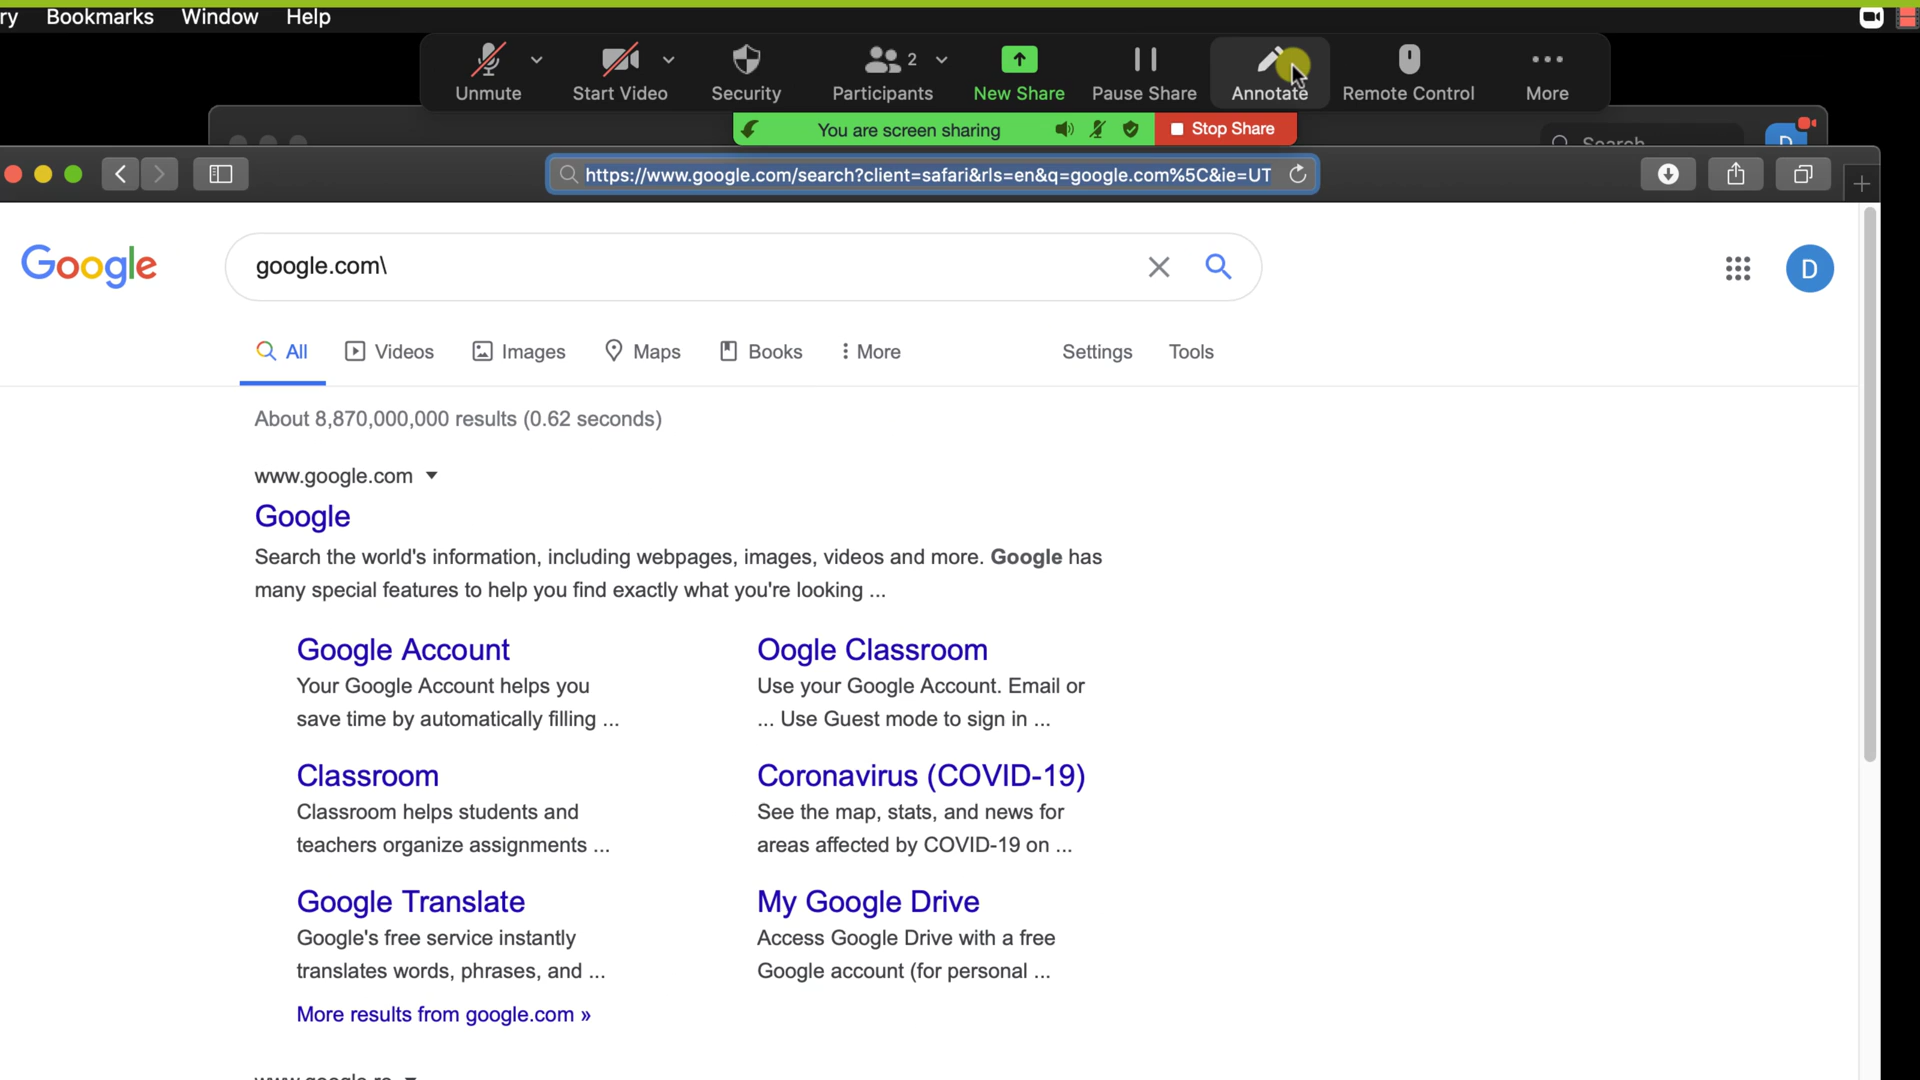 ry Bookmarks Window Help
Unmute Start Video Security 2 Participants New Share Pause Share Annotate Remote Control More
You are screen sharing Stop Share
Search D
https://www.google.com/search?client=safari&rls=en&q=google.com%5C&ie=UT
Google google.com\ D
All Videos Images Maps Books More Settings Tools
About 8,870,000,000 results (0.62 seconds)
www.google.com
Google
Search the world's information, including webpages, images, videos and more. Google has
many special features to help you find exactly what you're looking ...
Google Account
Your Google Account helps you
save time by automatically filling ...
Oogle Classroom
Use your Google Account. Email or
... Use Guest mode to sign in ...
Classroom
Classroom helps students and
teachers organize assignments ...
Coronavirus (COVID-19)
See the map, stats, and news for
areas affected by COVID-19 on ...
Google Translate
Google's free service instantly
translates words, phrases, and ...
My Google Drive
Access Google Drive with a free
Google account (for personal ...
More results from google.com »